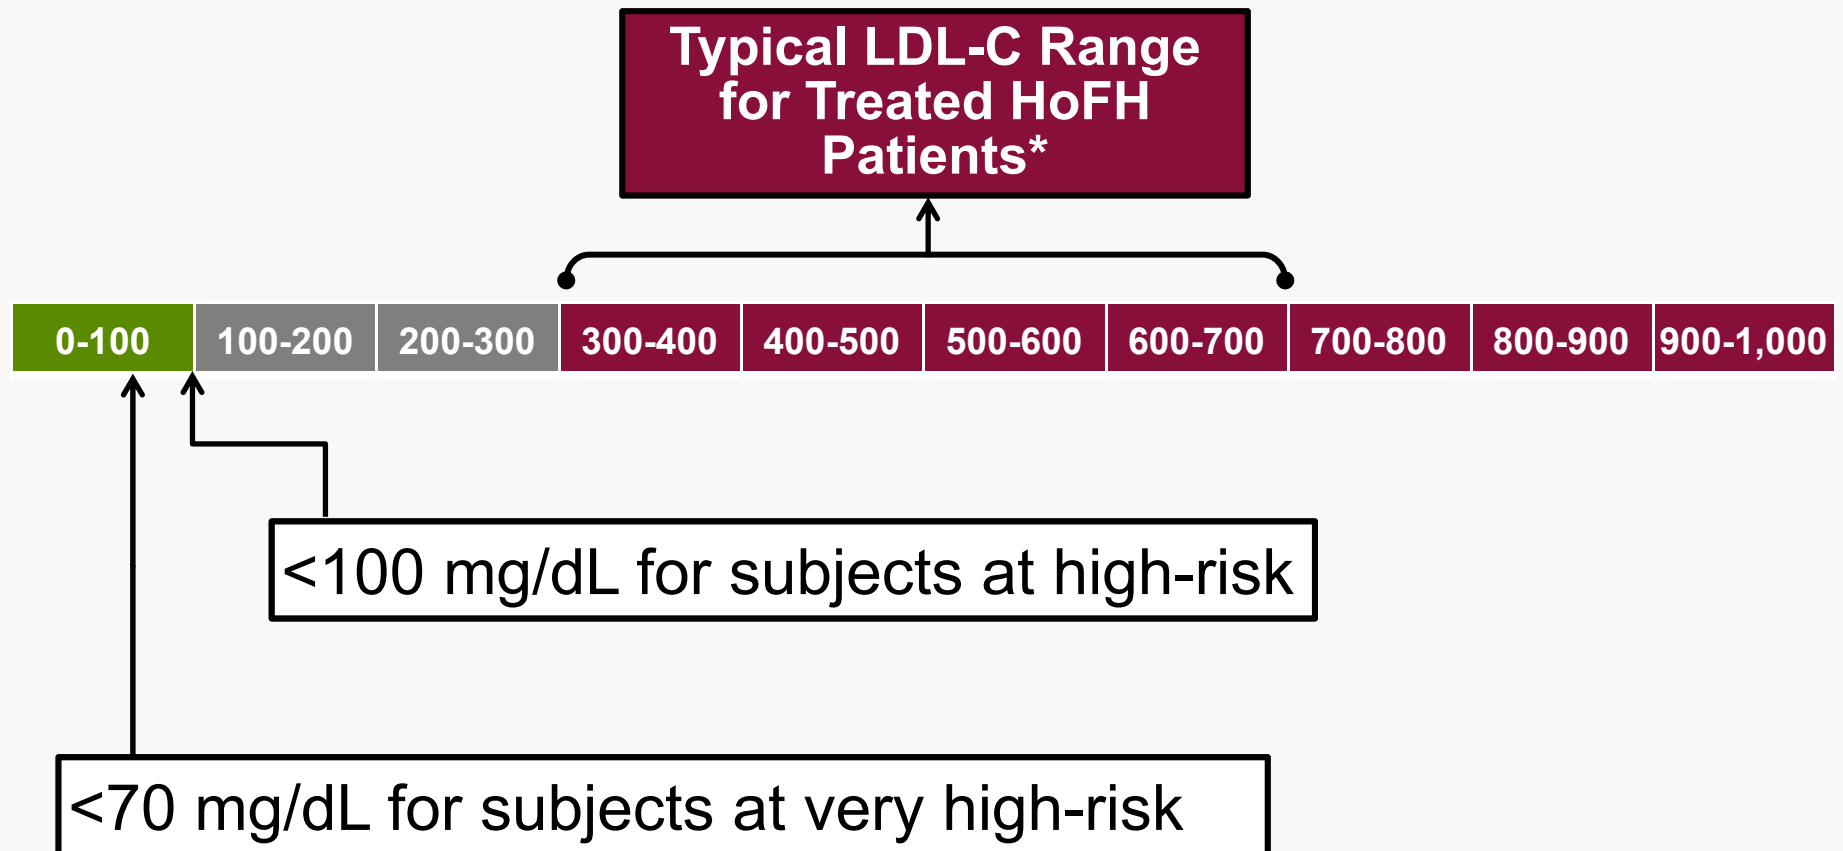 Typical LDL-C Range
for Treated HoFH
Patients*
0-100 100-200 200-300 300-400 400-500 500-600 600-700 700-800 800-900 900-1,000
<100 mg/dL for subjects at high-risk
<70 mg/dL for subjects at very high-risk